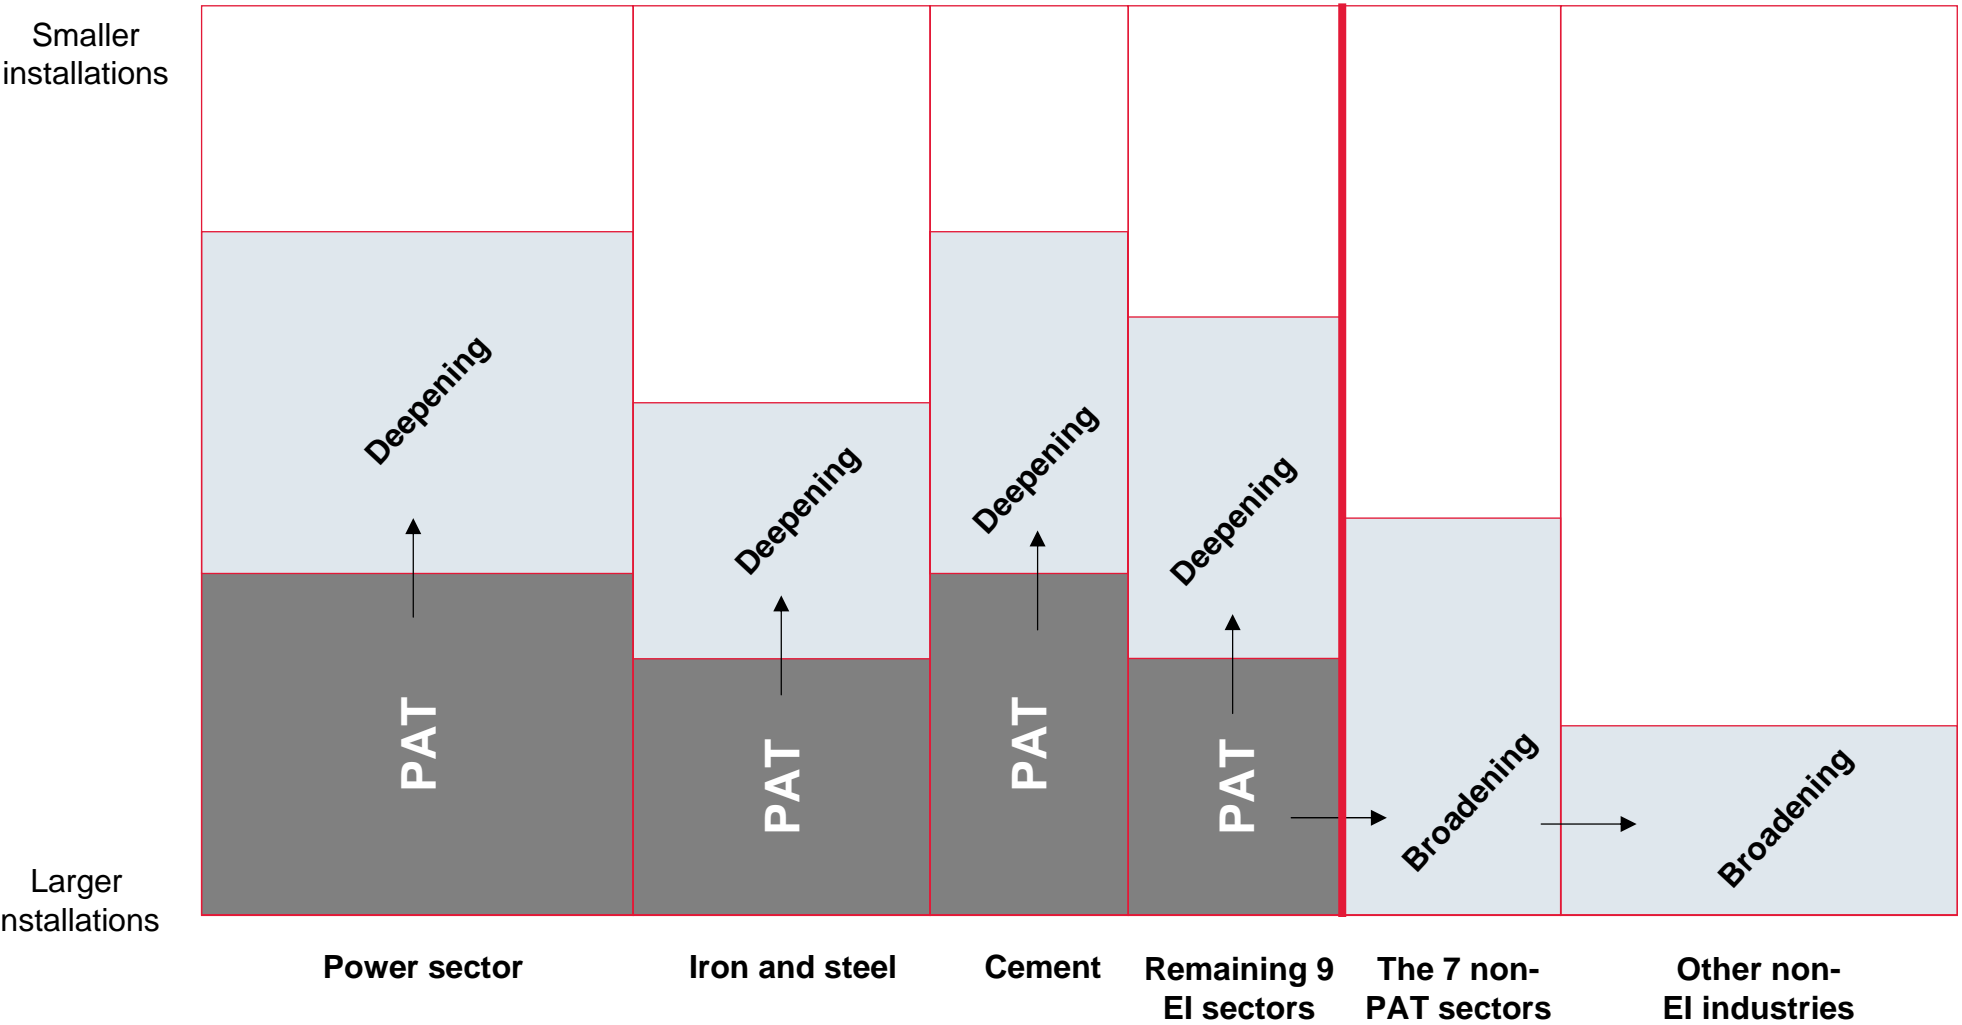 Smaller
installations
Deepening
Deepening
Deepening
Deepening
PAT
PAT
PAT
PAT
Broadening
Broadening
Larger
nstallations
Power sector
Iron and steel
Cement
Remaining 9
EI sectors
The 7 non-
PAT sectors
Other non-
EI industries